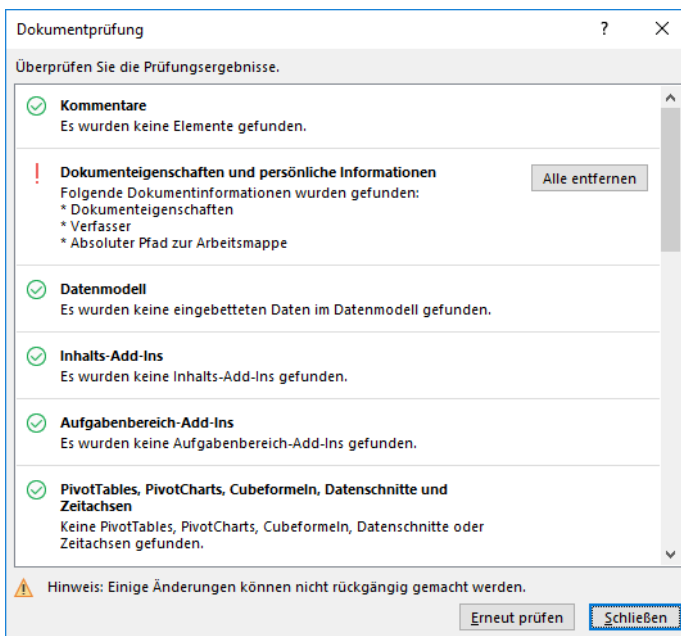 Dokumentprüfung
?
Überprüfen Sie die Prüfungsergebnisse.
Kommentare
Es wurden keine Elemente gefunden.
!
Dokumenteigenschaften und persönliche Informationen
Alle entfernen
Folgende Dokumentinformationen wurden gefunden:
* Dokumenteigenschaften
* Verfasser
* Absoluter Pfad zur Arbeitsmappe
Datenmodell
Es wurden keine eingebetteten Daten im Datenmodell gefunden.
Inhalts-Add-Ins
Es wurden keine Inhalts-Add-Ins gefunden.
Aufgabenbereich-Add-Ins
Es wurden keine Aufgabenbereich-Add-Ins gefunden.
PivotTables, PivotCharts, Cubeformeln, Datenschnitte und
Zeitachsen
Keine PivotTables, PivotCharts, Cubeformeln, Datenschnitte oder
Zeitachsen gefunden.
Hinweis: Einige Änderungen können nicht rückgängig gemacht werden.
Erneut prüfen
Schließen